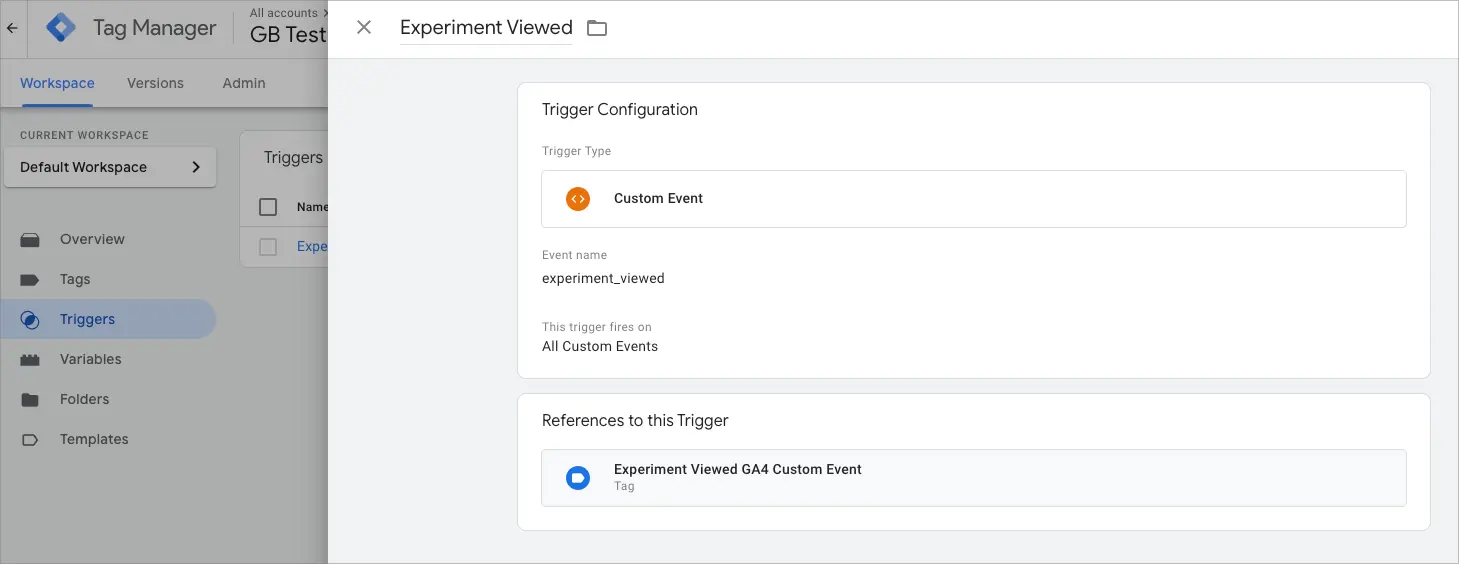 All accounts
Tag Manager
GB Test
Experiment Viewed
Workspace
Versions
Admin
CURRENT WORKSPACE
Default Workspace
Overview
Tags
Triggers
Variables
Folders
Templates
Triggers
Name
Expe
Trigger Configuration
Trigger Type
Custom Event
Event name
experiment_viewed
This trigger fires on
All Custom Events
References to this Trigger
Experiment Viewed GA4 Custom Event
Tag